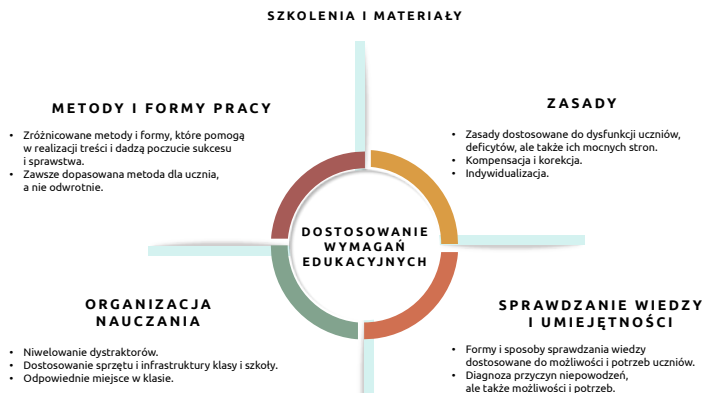 SZKOLENIA I MATERIAŁY
METODY I FORMY PRACY
• Zróżnicowane metody i formy, które pomogą
w realizacji treści i dadzą poczucie sukcesu
i sprawstwa.
• Zawsze dopasowana metoda dla ucznia,
a nie odwrotnie.
ZASADY
• Zasady dostosowane do dysfunkcji uczniów,
deficytów, ale także ich mocnych stron.
• Kompensacja i korekcja.
• Indywidualizacja.
DOSTOSOWANIE
WYMAGAŃ
EDUKACYJNYCH
ORGANIZACJA
NAUCZANIA
• Niwelowanie dystraktorów.
• Dostosowanie sprzętu i infrastruktury klasy i szkoły.
• Odpowiednie miejsce w klasie.
SPRAWDZANIE WIEDZY
I UMIEJĘTNOŚCI
• Formy i sposoby sprawdzania wiedzy
dostosowane do możliwości i potrzeb uczniów.
• Diagnoza przyczyn niepowodzeń,
ale także możliwości i potrzeb.